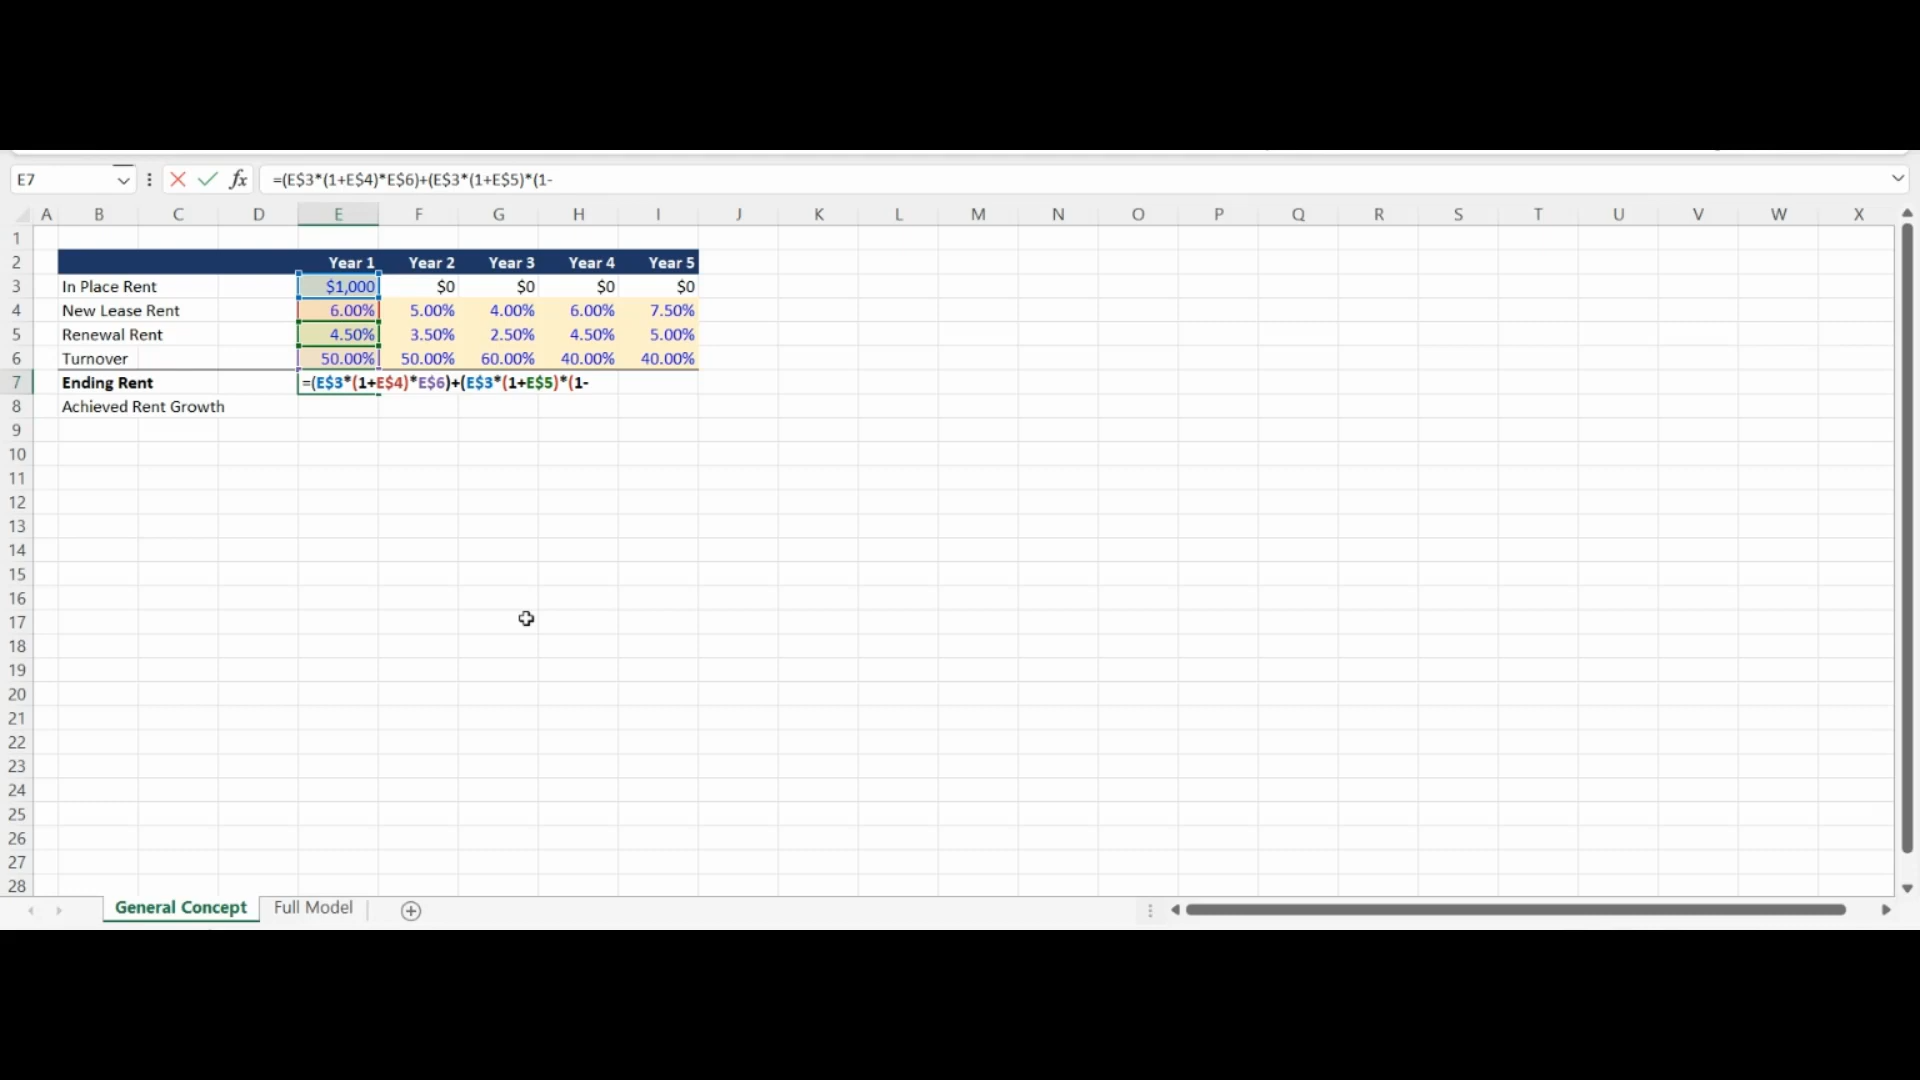 E7 fx =(E$3*(1+E$4)*E$6)+(E$3*(1+E$5)*(1-
A B C D E F G H I J K L M N O P Q R S T U V W X
1
2 Year 1 Year 2 Year 3 Year 4 Year 5
3 In Place Rent $1,000 $0 $0 $0 $0
4 New Lease Rent 6.00% 5.00% 4.00% 6.00% 7.50%
5 Renewal Rent 4.50% 3.50% 2.50% 4.50% 5.00%
6 Turnover 50.00% 50.00% 60.00% 40.00% 40.00%
7 Ending Rent =(E$3*(1+E$4)*E$6)+(E$3*(1+E$5)*(1-
8 Achieved Rent Growth
9
10
11
12
13
14
15
16
17
18
19
20
21
22
23
24
25
26
27
28
General Concept Full Model